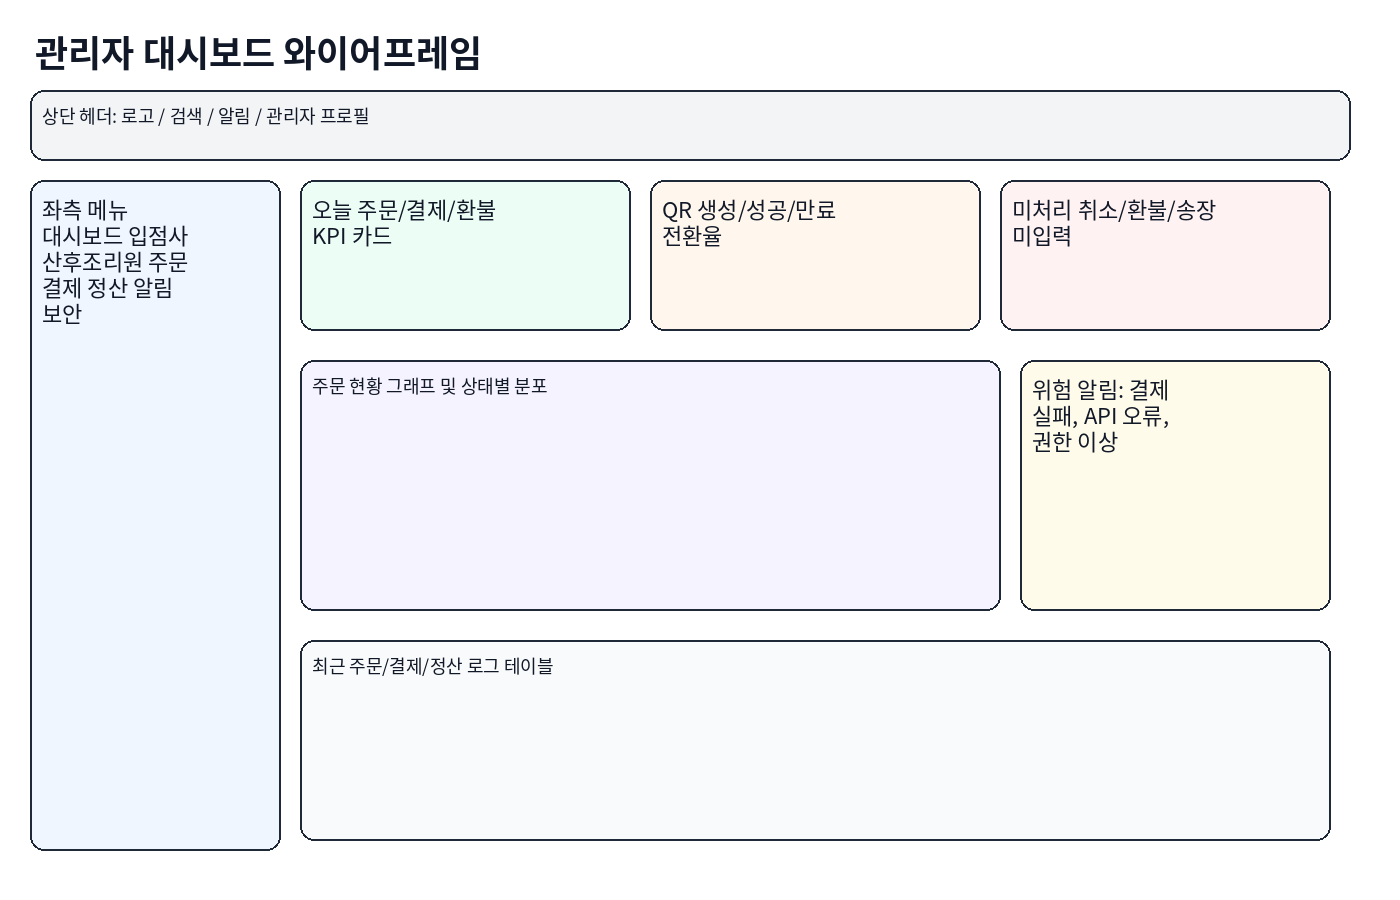 관리자 대시보드 와이어프레임
상단 헤더: 로고 / 검색 / 알림 / 관리자 프로필
좌측 메뉴
대시보드 입점사
산후조리원 주문
결제 정산 알림
보안
오늘 주문/결제/환불
KPI 카드
QR 생성/성공/만료
전환율
미처리 취소/환불/송장
미입력
주문 현황 그래프 및 상태별 분포
위험 알림: 결제
실패, API 오류,
권한 이상
최근 주문/결제/정산 로그 테이블